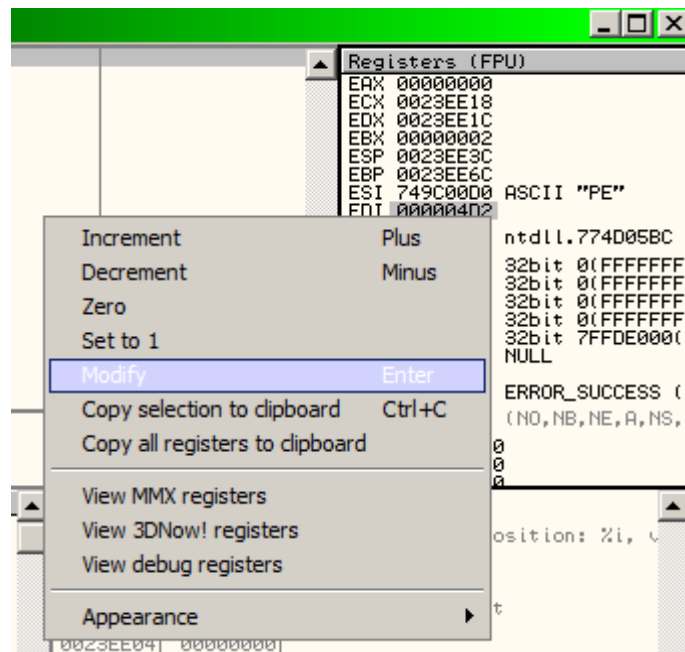 Registers (FPU)
EAX 00000000
ECX 0023EE18
EDX 0023EE1C
EBX 00000002
ESP 0023EE3C
EBP 0023EE6C
ESI 749C00D0 ASCII "PE"
EDI 000004D2
ntdll.774D05BC
32bit 0(FFFFFFF
32bit 0(FFFFFFF
32bit 0(FFFFFFF
32bit 0(FFFFFFF
32bit 7FFDE000(
NULL
ERROR_SUCCESS (
(NO,NB,NE,A,NS,
0
0
0
Increment Plus
Decrement Minus
Zero
Set to 1
Modify Enter
Copy selection to clipboard Ctrl+C
Copy all registers to clipboard
View MMX registers
View 3DNow! registers
View debug registers
Appearance
osition: %i, v
t
0023EE04 00000000